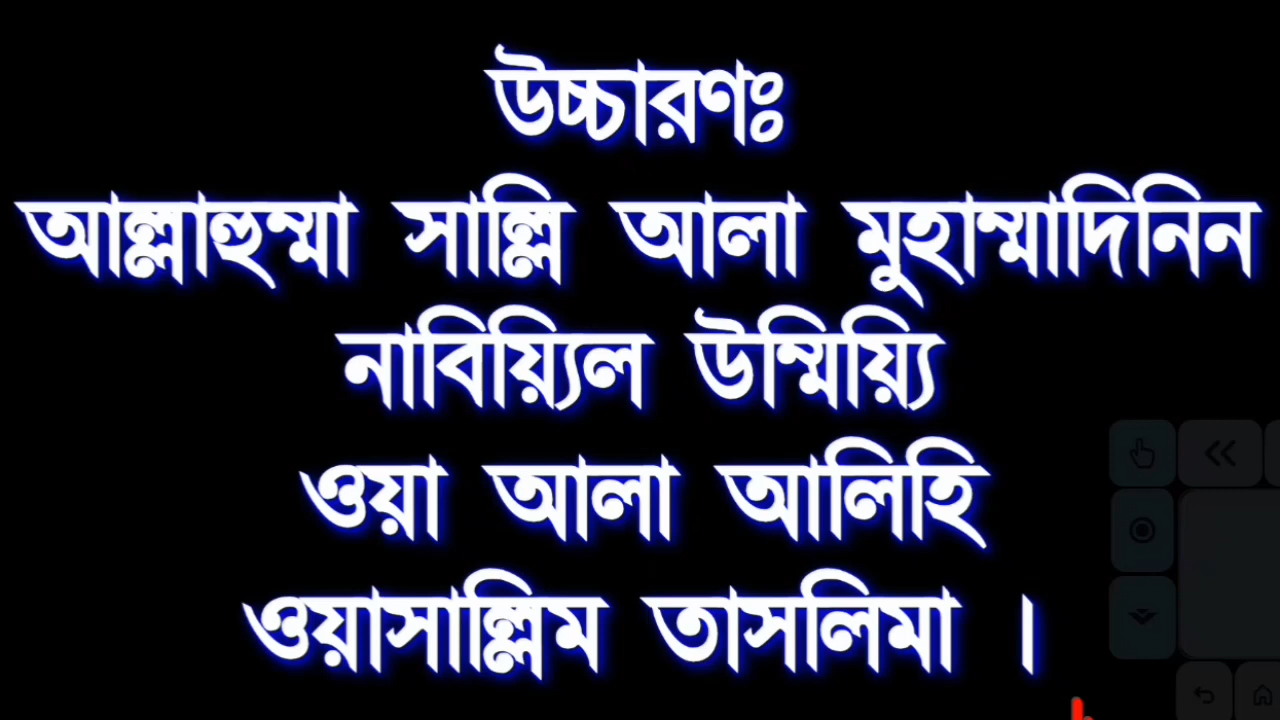 উচ্চারণঃ
আল্লাহুম্মা সাল্লি আলা মুহাম্মাদিনিন
নাবিয়্যিল উম্মিয়্যি
ওয়া আলা আলিহি
ওয়াসাল্লিম তাসলিমা ।